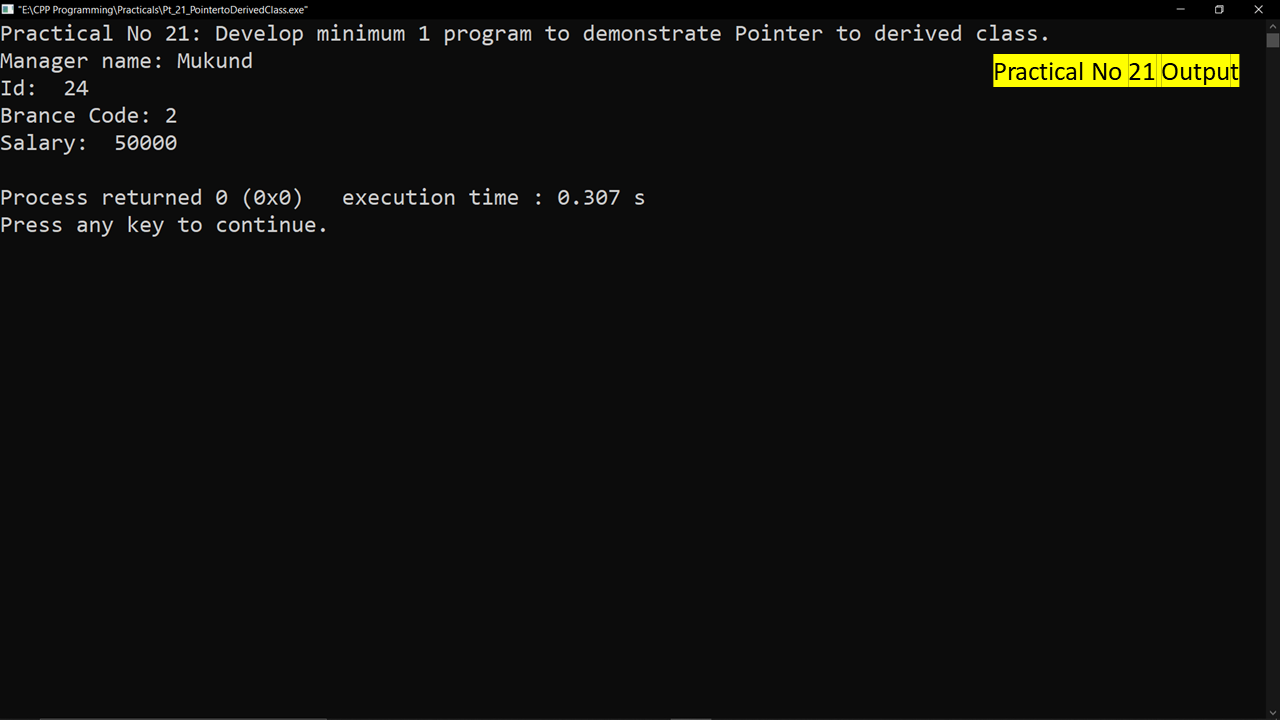 "E:\CPP Programming\Practicals\Pt_21_PointertoDerivedClass.exe"
Practical No 21: Develop minimum 1 program to demonstrate Pointer to derived class.
Manager name: Mukund
Practical No 21 Output
Id:  24
Brance Code: 2
Salary:  50000
Process returned 0 (0x0)   execution time : 0.307 s
Press any key to continue.